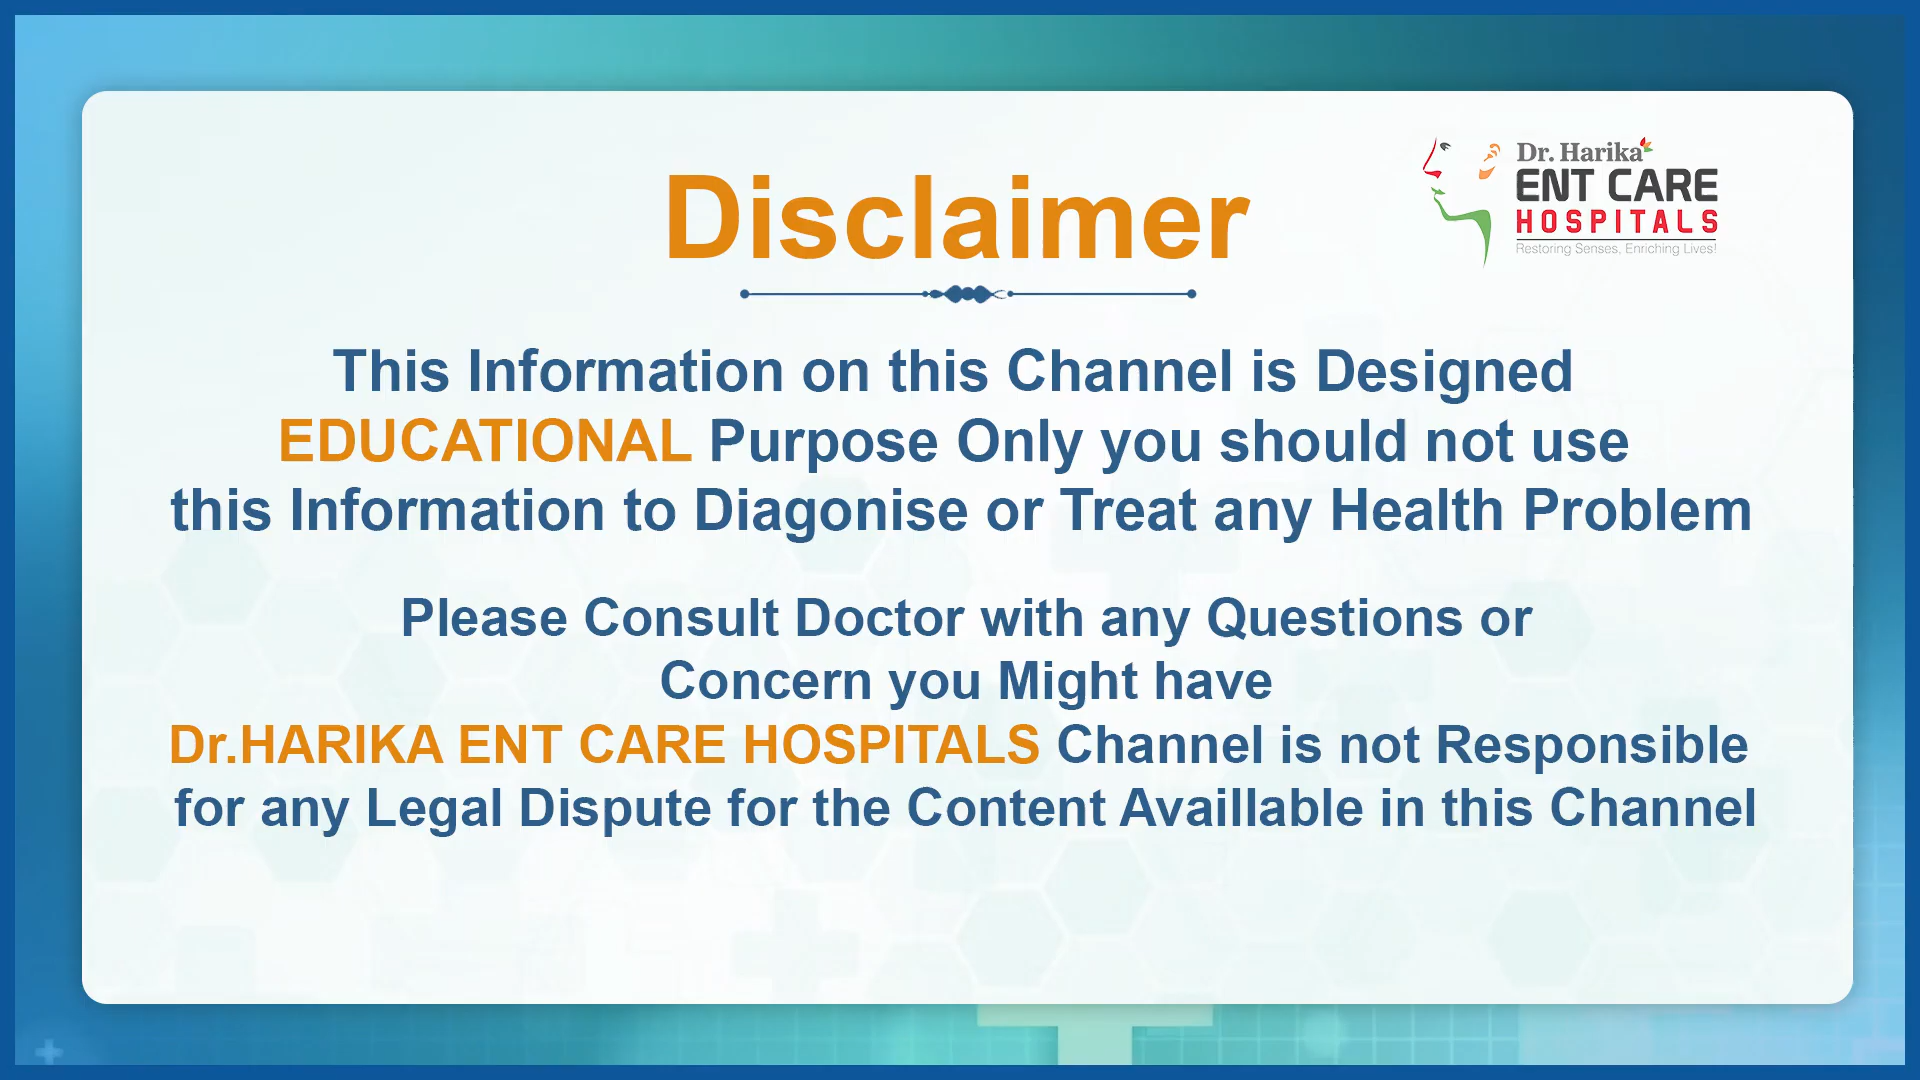 Dr. Harika
ENT CARE
HOSPITALS
Restoring Senses, Enriching Lives!
Disclaimer
This Information on this Channel is Designed
EDUCATIONAL Purpose Only you should not use
this Information to Diagonise or Treat any Health Problem
Please Consult Doctor with any Questions or
Concern you Might have
Dr.HARIKA ENT CARE HOSPITALS Channel is not Responsible
for any Legal Dispute for the Content Availlable in this Channel